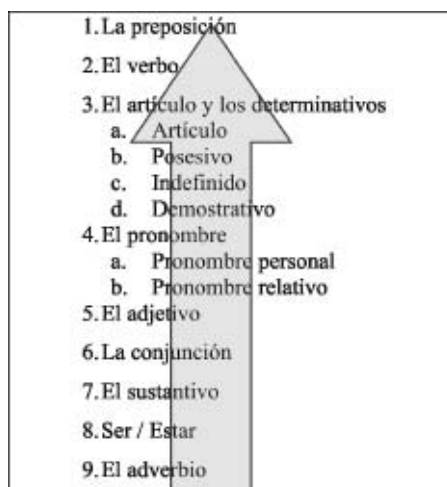 1. La preposición
2. El verbo
3. El artículo y los determinativos
a. Artículo
b. Posesivo
c. Indefinido
d. Demostrativo
4. El pronombre
a. Pronombre personal
b. Pronombre relativo
5. El adjetivo
6. La conjunción
7. El sustantivo
8. Ser / Estar
9. El adverbio